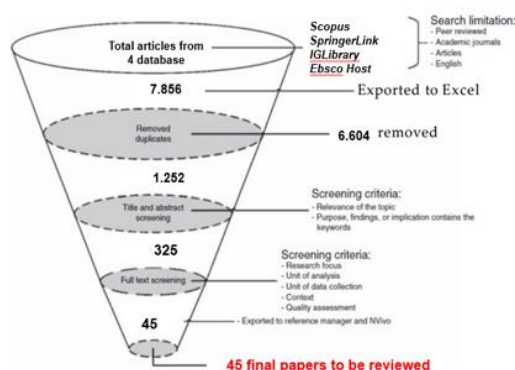 Total articles from
4 database
Scopus
SpringerLink
IGLibrary
Ebsco Host
Search limitation:
- Peer reviewed
- Academic journals
- Articles
- English
7.856
Exported to Excel
Removed
duplicates
6.604 removed
1.252
Title and abstract
screening
Screening criteria:
- Relevance of the topic
- Purpose, findings, or implication contains the
keywords
325
Full text screening
Screening criteria:
- Research focus
- Unit of analysis
- Unit of data collection
- Context
- Quality assessment
45
- Exported to reference manager and NVivo
45 final papers to be reviewed